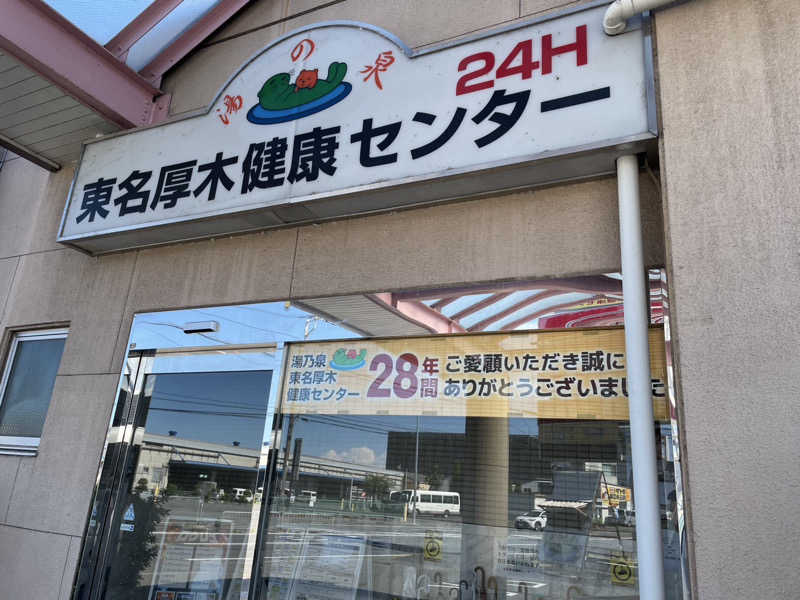 湯の泉
24H
東名厚木健康センター
湯乃泉
東名厚木
健康センター
28年間
ご愛顧いただき誠に
ありがとうございました